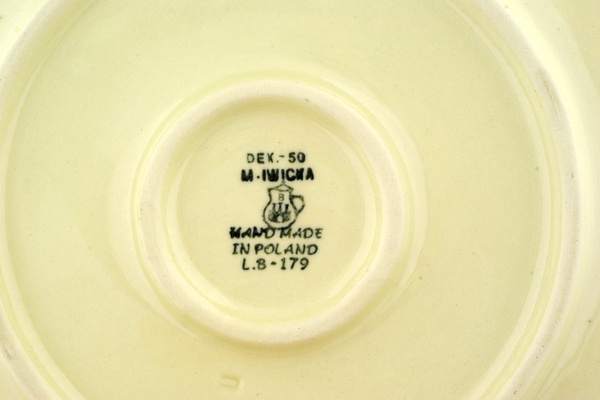 DEK.-50
M.IWICKA
B
HAND MADE
IN POLAND
L.B-179